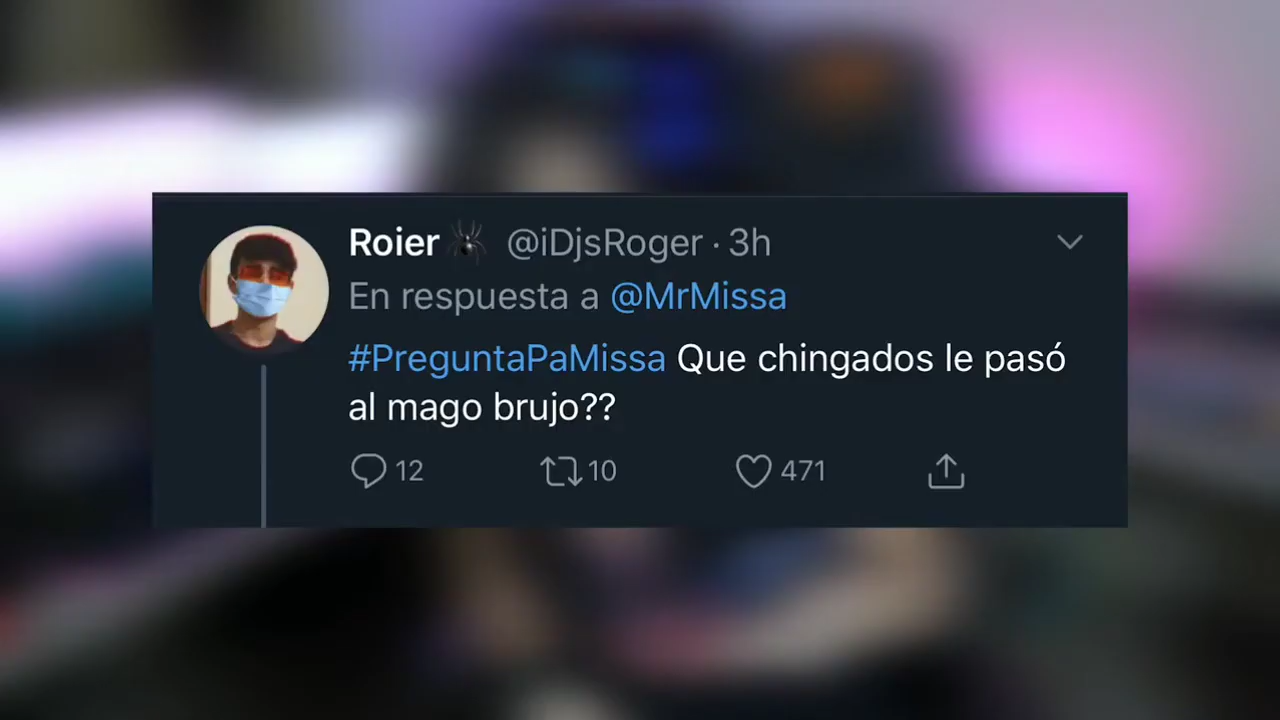 Roier🕷 @iDjsRoger · 3h
En respuesta a @MrMissa
#PreguntaPaMissa Que chingados le pasó
al mago brujo??
12 10 471